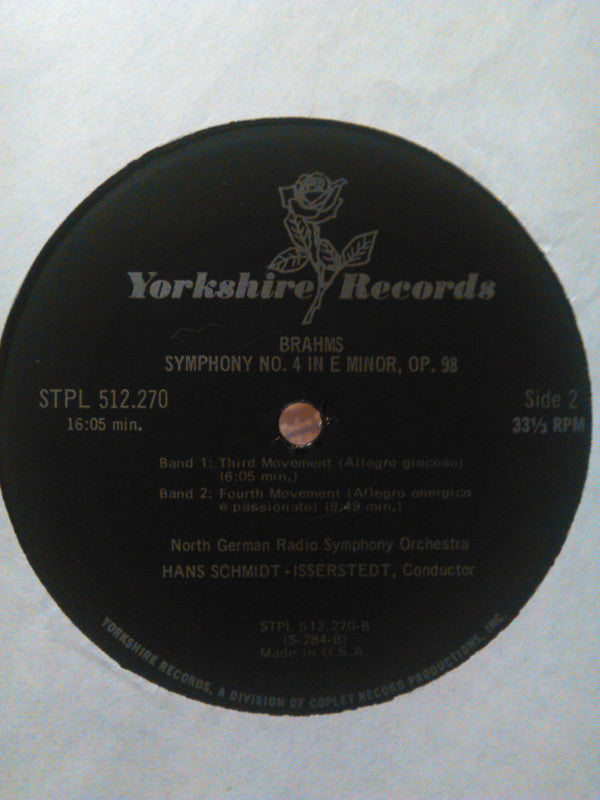 Yorkshire Records
BRAHMS
SYMPHONY NO. 4 IN E MINOR, OP. 98
STPL 512.270
16:05 min.
Side 2
33⅓ RPM
Band 1: Third Movement (Allegro giocoso)
(6:05 min.)
Band 2: Fourth Movement (Allegro energico
e passionato) (9:49 min.)
North German Radio Symphony Orchestra
HANS SCHMIDT-ISSERSTEDT, Conductor
STPL 512.270-B
(S-284-B)
Made in U.S.A.
YORKSHIRE RECORDS, A DIVISION OF COPLEY RECORD PRODUCTIONS, INC.